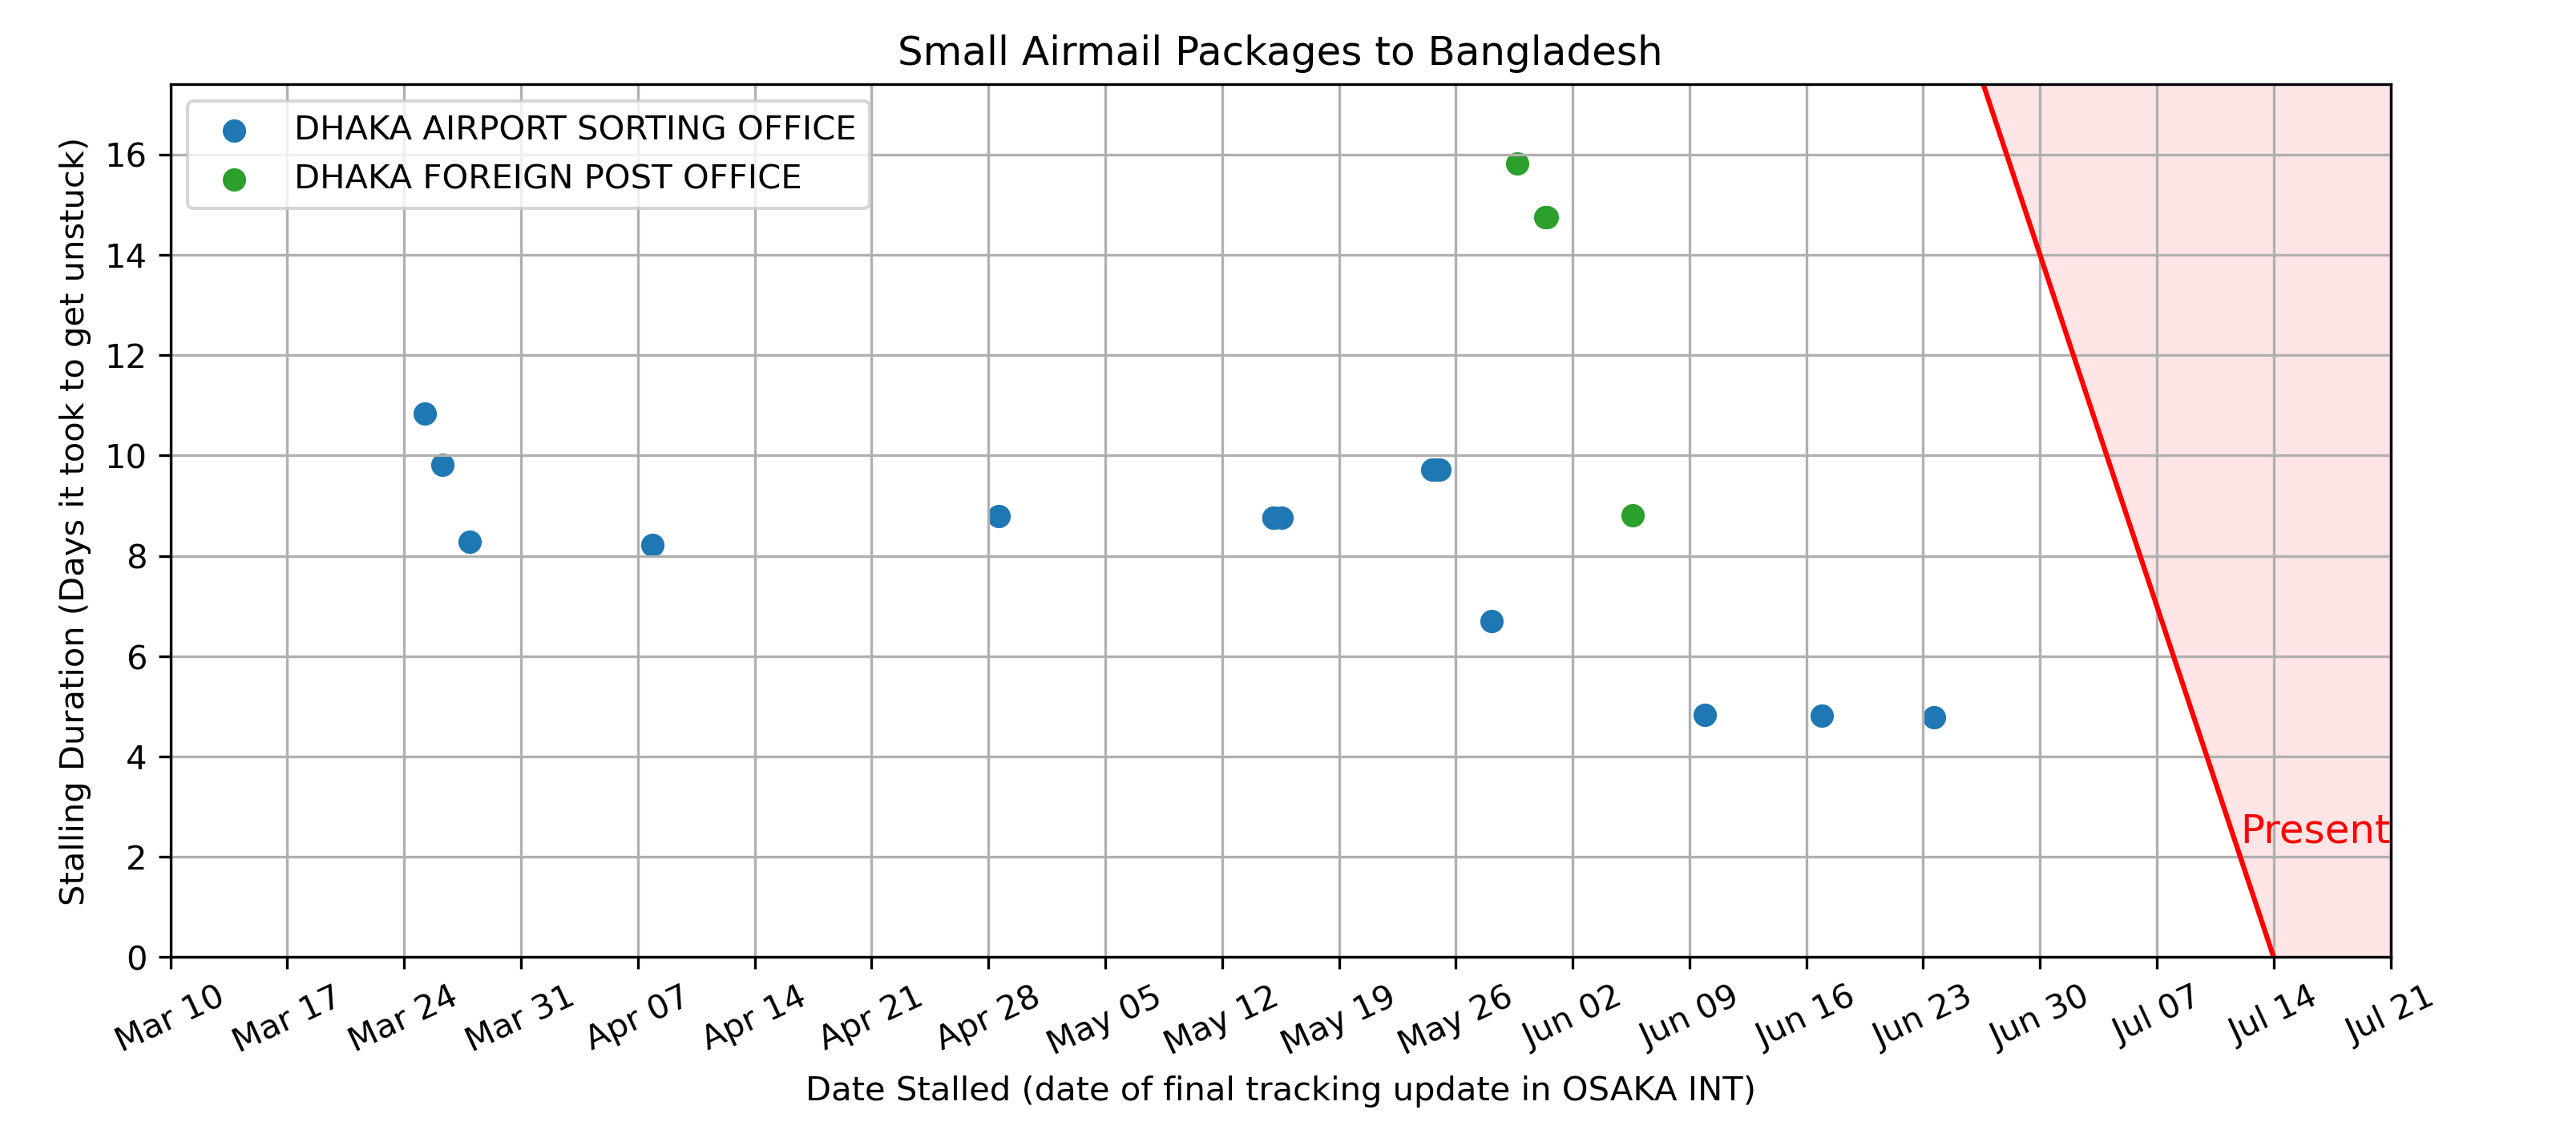 Small Airmail Packages to Bangladesh
DHAKA AIRPORT SORTING OFFICE
DHAKA FOREIGN POST OFFICE
Stalling Duration (Days it took to get unstuck)
16
14
12
10
8
6
4
2
0
Present
Mar 10 Mar 17 Mar 24 Mar 31 Apr 07 Apr 14 Apr 21 Apr 28 May 05 May 12 May 19 May 26 Jun 02 Jun 09 Jun 16 Jun 23 Jun 30 Jul 07 Jul 14 Jul 21
Date Stalled (date of final tracking update in OSAKA INT)